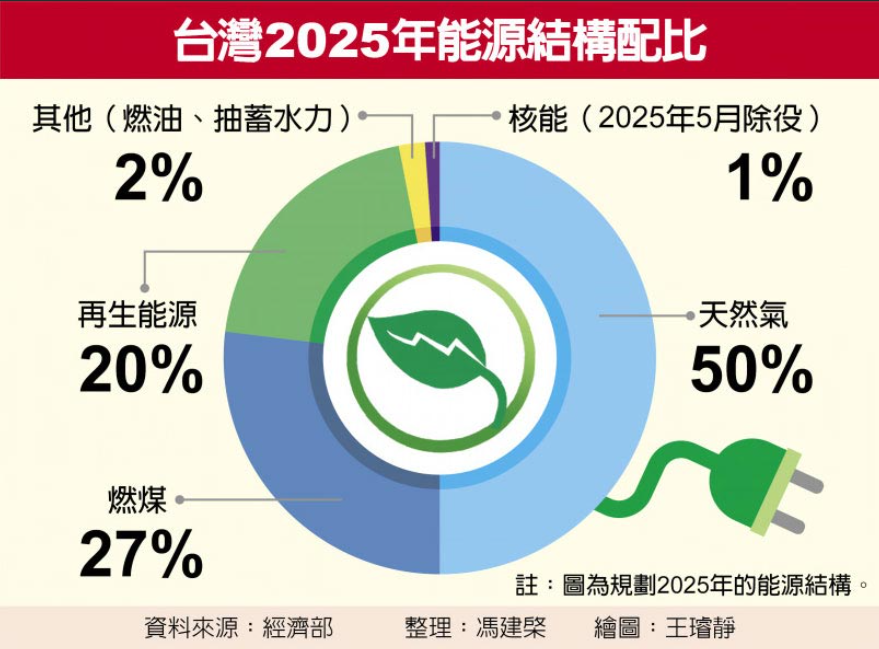 台灣2025年能源結構配比
其他（燃油、抽蓄水力）
2%
核能（2025年5月除役）
1%
再生能源
20%
天然氣
50%
燃煤
27%
註：圖為規劃2025年的能源結構。
資料來源：經濟部 整理：馮建棨 繪圖：王璿靜